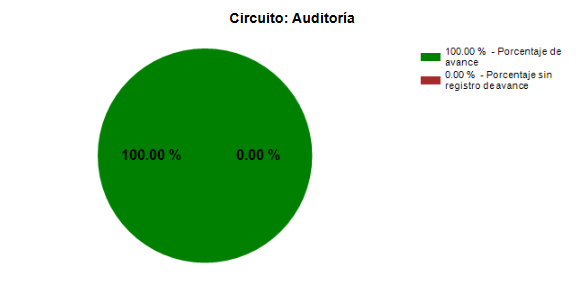 Circuito: Auditoría
100.00 % - Porcentaje de
avance
0.00 % - Porcentaje sin
registro de avance
100.00 %
0.00 %